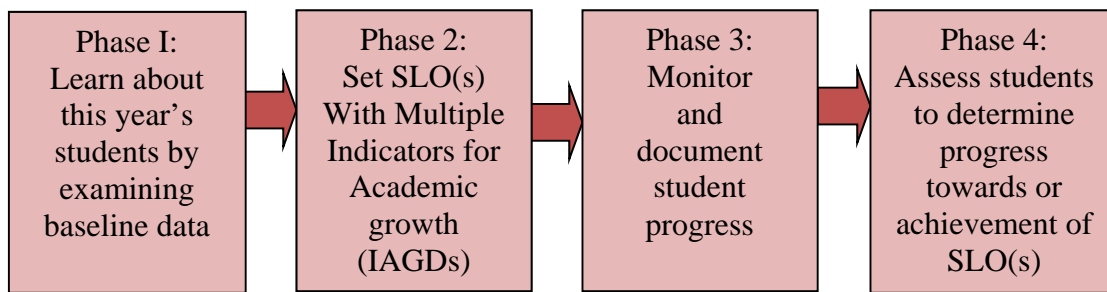 Phase I:
Learn about
this year’s
students by
examining
baseline data
Phase 2:
Set SLO(s)
With Multiple
Indicators for
Academic
growth
(IAGDs)
Phase 3:
Monitor
and
document
student
progress
Phase 4:
Assess students
to determine
progress
towards or
achievement of
SLO(s)